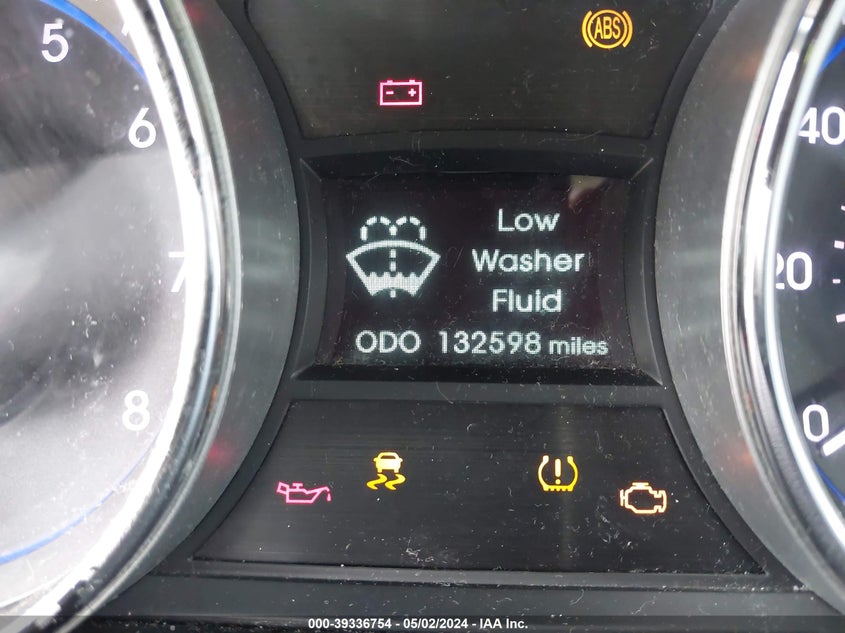 5
6
7
8
ABS
Low
Washer
Fluid
ODO 132598 miles
40
20
0
000-39336754 — 05/02/2024 - IAA Inc.